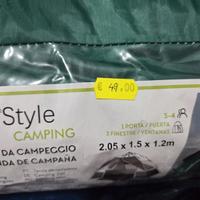 € 49.00
Style
CAMPING
3-4
1 PORTA / PUERTA
3 FINESTRE / VENTANAS
DA CAMPEGGIO
NDA DE CAMPAÑA
2.05 x 1.5 x 1.2m